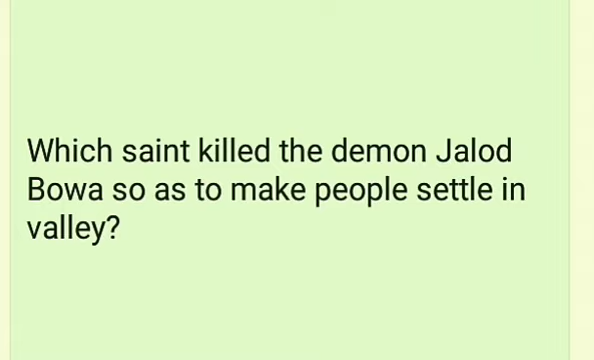 Which saint killed the demon Jalod
Bowa so as to make people settle in
valley?